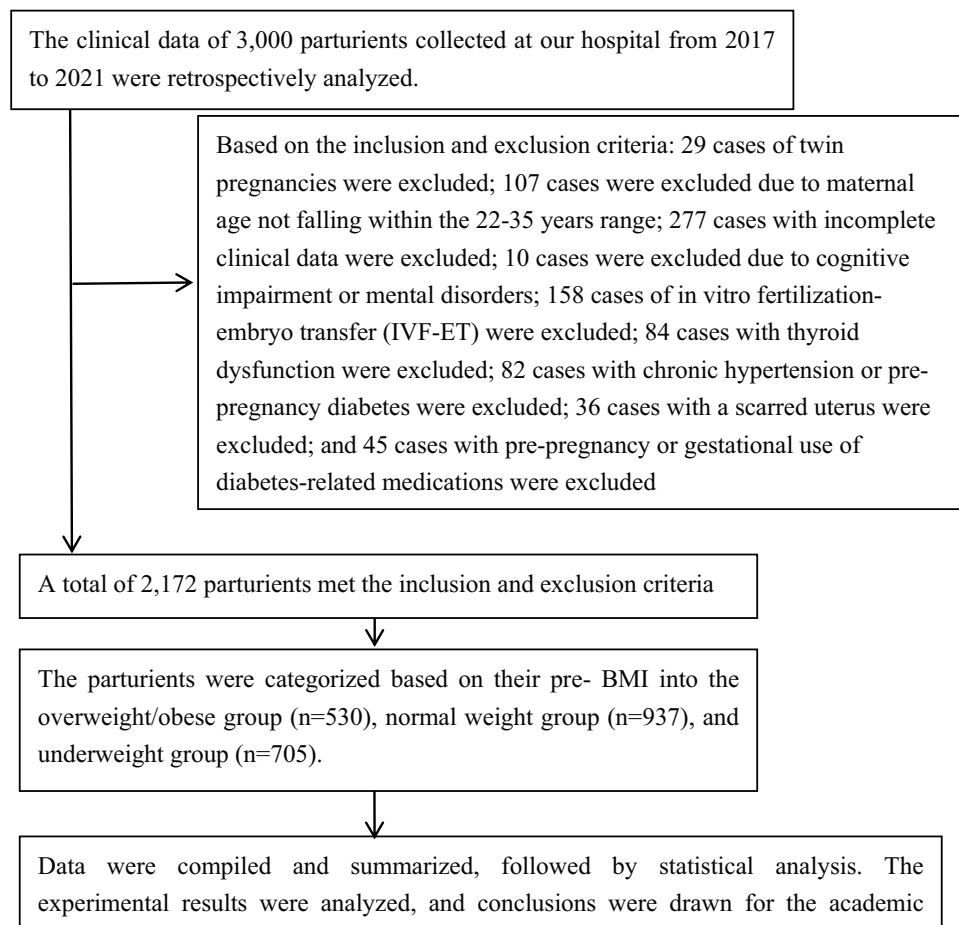 The clinical data of 3,000 parturients collected at our hospital from 2017
to 2021 were retrospectively analyzed.
Based on the inclusion and exclusion criteria: 29 cases of twin
pregnancies were excluded; 107 cases were excluded due to maternal
age not falling within the 22-35 years range; 277 cases with incomplete
clinical data were excluded; 10 cases were excluded due to cognitive
impairment or mental disorders; 158 cases of in vitro fertilization-
embryo transfer (IVF-ET) were excluded; 84 cases with thyroid
dysfunction were excluded; 82 cases with chronic hypertension or pre-
pregnancy diabetes were excluded; 36 cases with a scarred uterus were
excluded; and 45 cases with pre-pregnancy or gestational use of
diabetes-related medications were excluded
A total of 2,172 parturients met the inclusion and exclusion criteria
The parturients were categorized based on their pre- BMI into the
overweight/obese group (n=530), normal weight group (n=937), and
underweight group (n=705).
Data were compiled and summarized, followed by statistical analysis. The
experimental results were analyzed, and conclusions were drawn for the academic